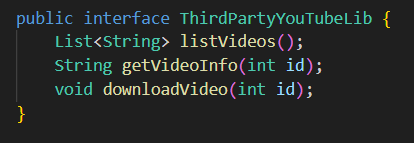 public interface ThirdPartyYouTubeLib {
    List<String> listVideos();
    String getVideoInfo(int id);
    void downloadVideo(int id);
}